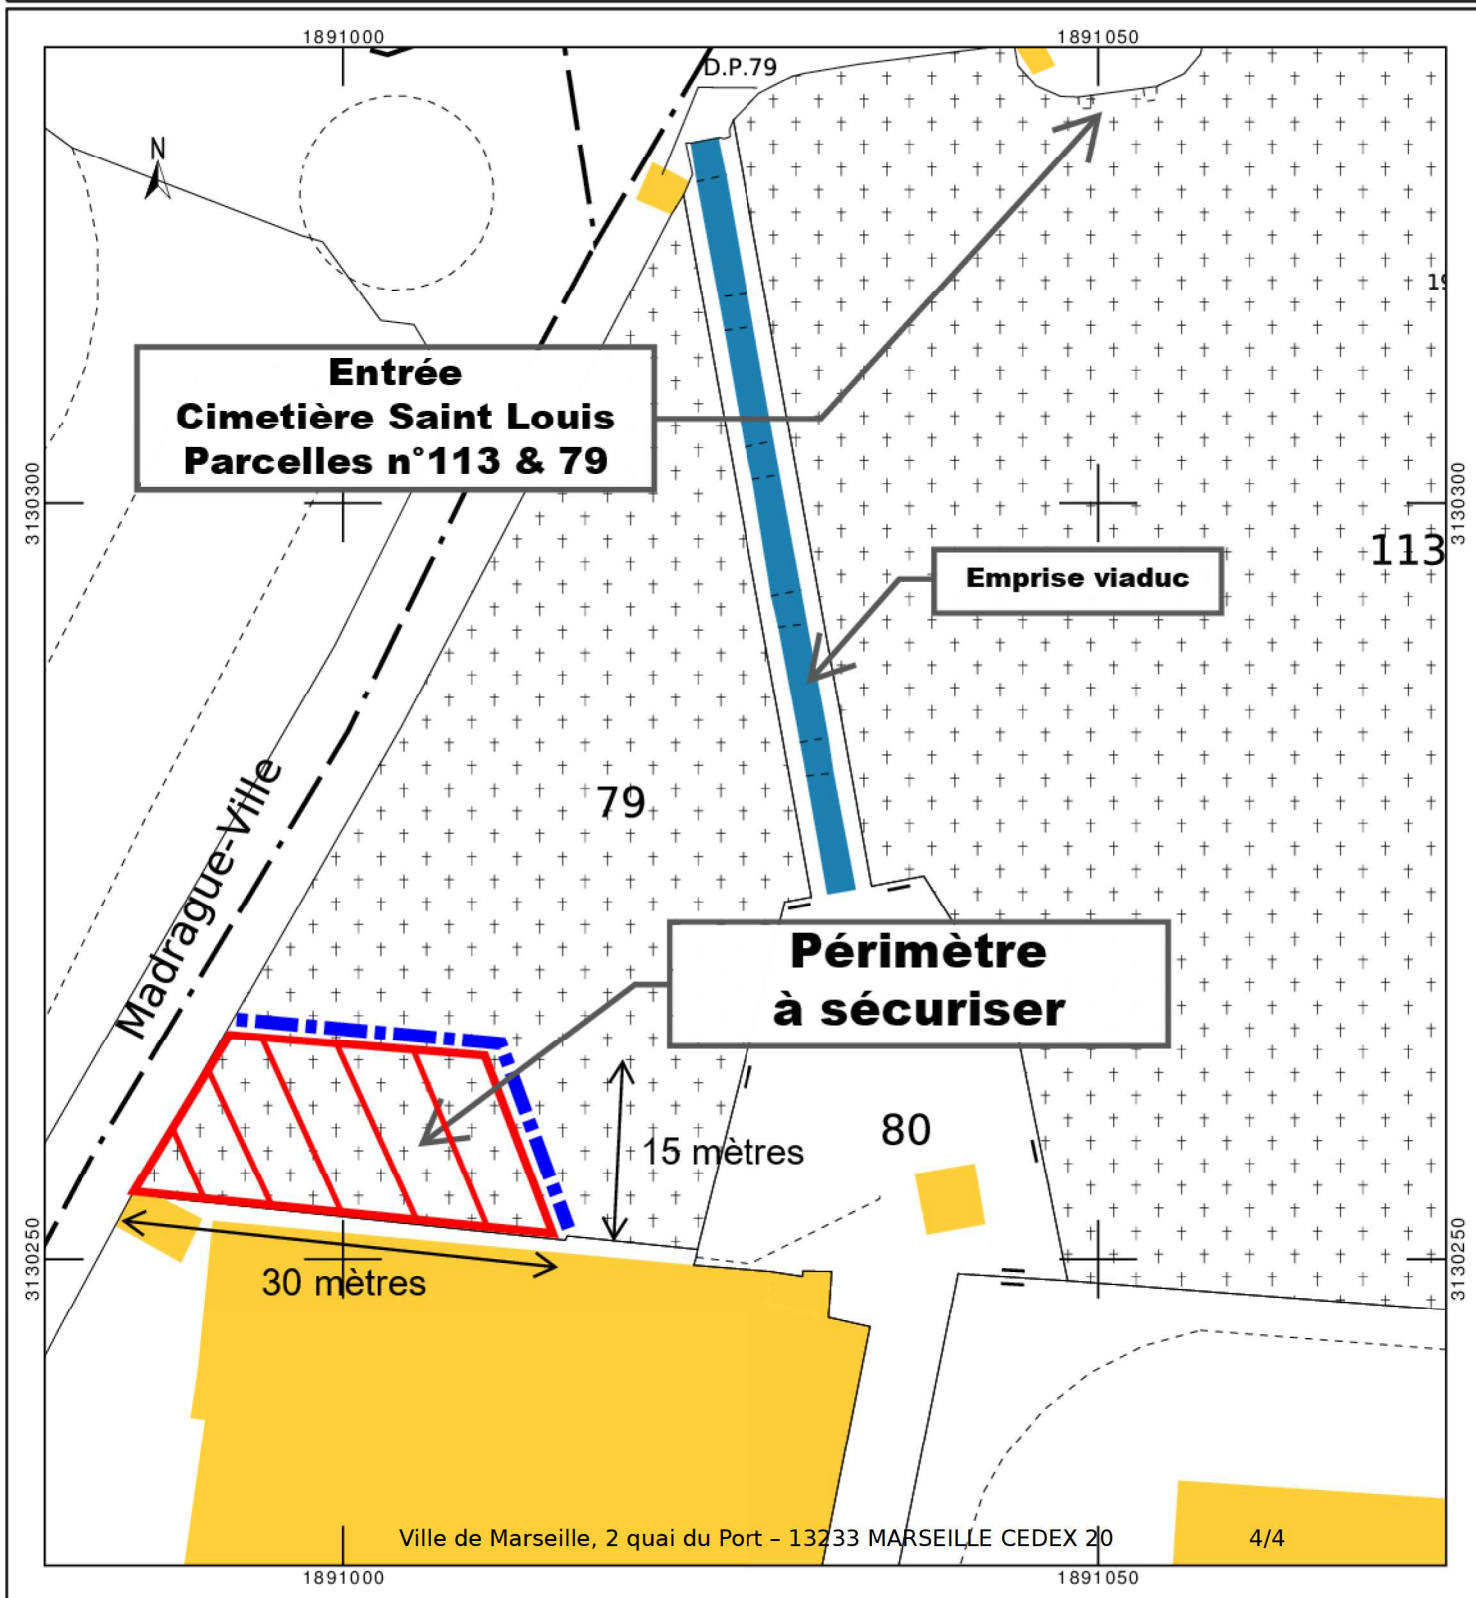 1891000
1891050
D.P.79
N
19
Entrée
Cimetière Saint Louis
Parcelles n°113 & 79
3130300
3130300
113
Emprise viaduc
79
Madrague-Ville
Périmètre
à sécuriser
80
15 mètres
30 mètres
3130250
3130250
Ville de Marseille, 2 quai du Port – 13233 MARSEILLE CEDEX 20
4/4
1891000
1891050